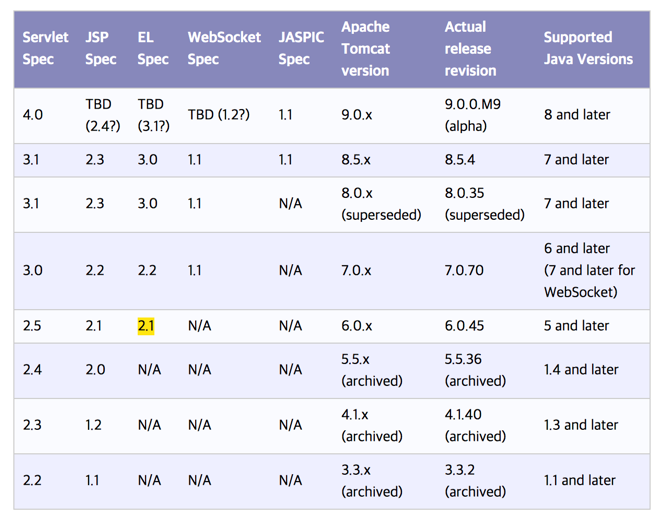 Servlet Spec JSP Spec EL Spec WebSocket Spec JASPIC Spec Apache Tomcat version Actual release revision Supported Java Versions
4.0 TBD (2.4?) TBD (3.1?) TBD (1.2?) 1.1 9.0.x 9.0.0.M9 (alpha) 8 and later
3.1 2.3 3.0 1.1 1.1 8.5.x 8.5.4 7 and later
3.1 2.3 3.0 1.1 N/A 8.0.x (superseded) 8.0.35 (superseded) 7 and later
3.0 2.2 2.2 1.1 N/A 7.0.x 7.0.70 6 and later (7 and later for WebSocket)
2.5 2.1 2.1 N/A N/A 6.0.x 6.0.45 5 and later
2.4 2.0 N/A N/A N/A 5.5.x (archived) 5.5.36 (archived) 1.4 and later
2.3 1.2 N/A N/A N/A 4.1.x (archived) 4.1.40 (archived) 1.3 and later
2.2 1.1 N/A N/A N/A 3.3.x (archived) 3.3.2 (archived) 1.1 and later